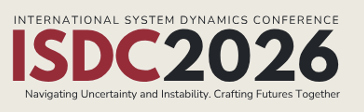 INTERNATIONAL SYSTEM DYNAMICS CONFERENCE
ISDC2026
Navigating Uncertainty and Instability. Crafting Futures Together